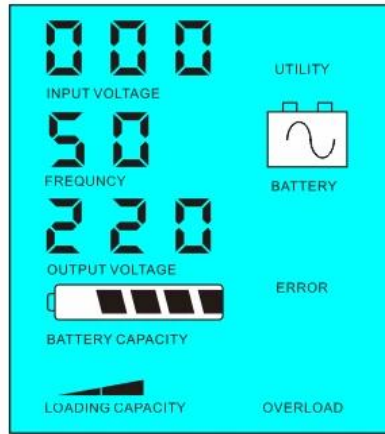 000
UTILITY
INPUT VOLTAGE
50
FREQUNCY
BATTERY
220
OUTPUT VOLTAGE
ERROR
BATTERY CAPACITY
LOADING CAPACITY
OVERLOAD